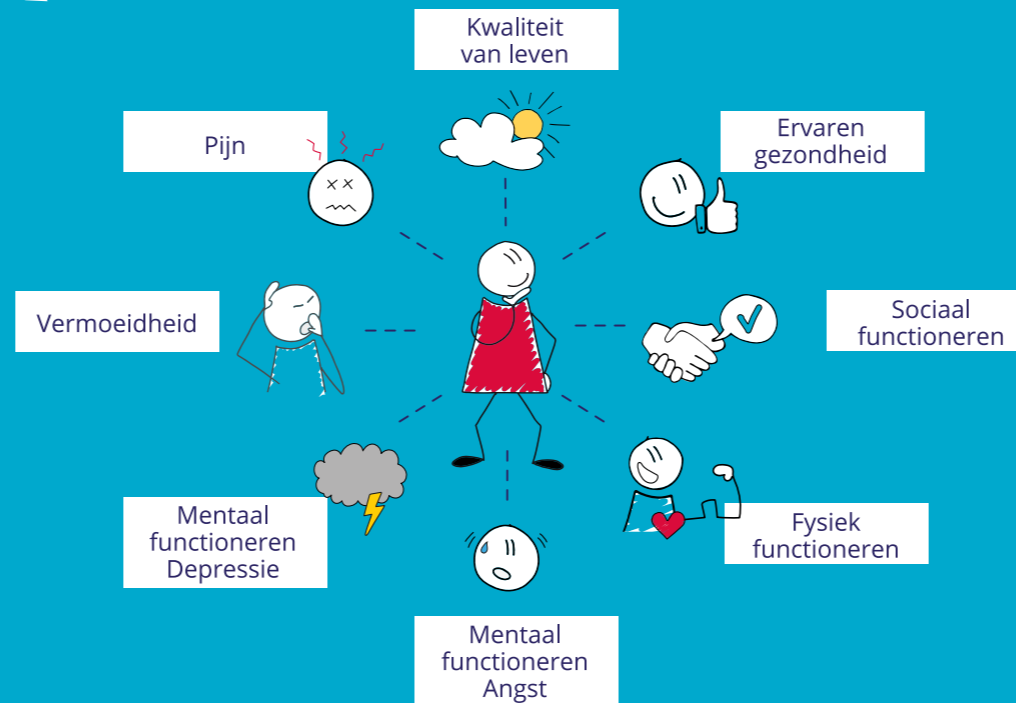 Kwaliteit
van leven
Pijn
Ervaren
gezondheid
Vermoeidheid
Sociaal
functioneren
Mentaal
functioneren
Depressie
Fysiek
functioneren
Mentaal
functioneren
Angst